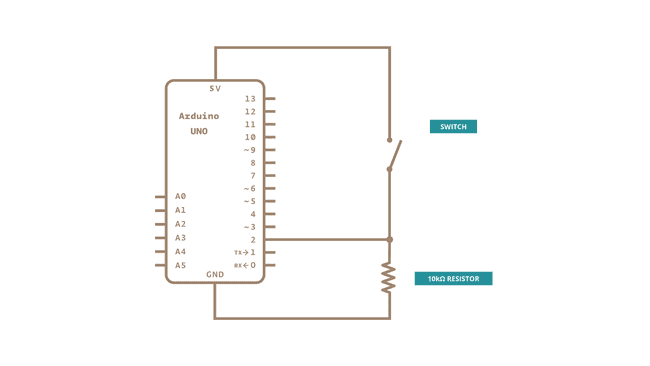 5V
Arduino
UNO
13
12
11
10
~9
8
7
~6
~5
4
~3
2
TX→1
RX←0
A0
A1
A2
A3
A4
A5
GND
SWITCH
10kΩ RESISTOR